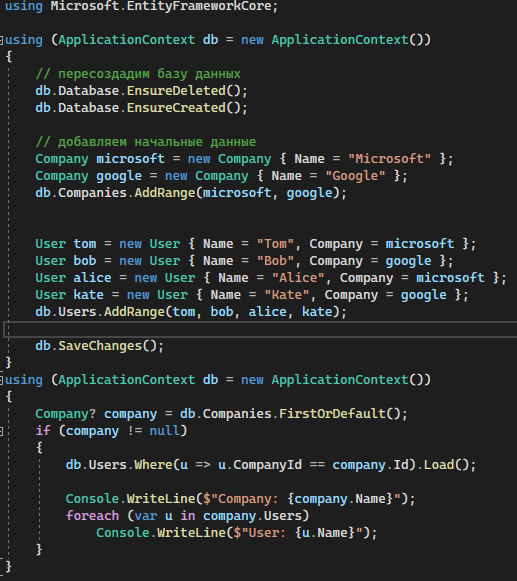 using Microsoft.EntityFrameworkCore;
using (ApplicationContext db = new ApplicationContext())
{
// пересоздадим базу данных
db.Database.EnsureDeleted();
db.Database.EnsureCreated();
// добавляем начальные данные
Company microsoft = new Company { Name = "Microsoft" };
Company google = new Company { Name = "Google" };
db.Companies.AddRange(microsoft, google);
User tom = new User { Name = "Tom", Company = microsoft };
User bob = new User { Name = "Bob", Company = google };
User alice = new User { Name = "Alice", Company = microsoft };
User kate = new User { Name = "Kate", Company = google };
db.Users.AddRange(tom, bob, alice, kate);
db.SaveChanges();
}
using (ApplicationContext db = new ApplicationContext())
{
Company? company = db.Companies.FirstOrDefault();
if (company != null)
{
db.Users.Where(u => u.CompanyId == company.Id).Load();
Console.WriteLine($"Company: {company.Name}");
foreach (var u in company.Users)
Console.WriteLine($"User: {u.Name}");
}
}